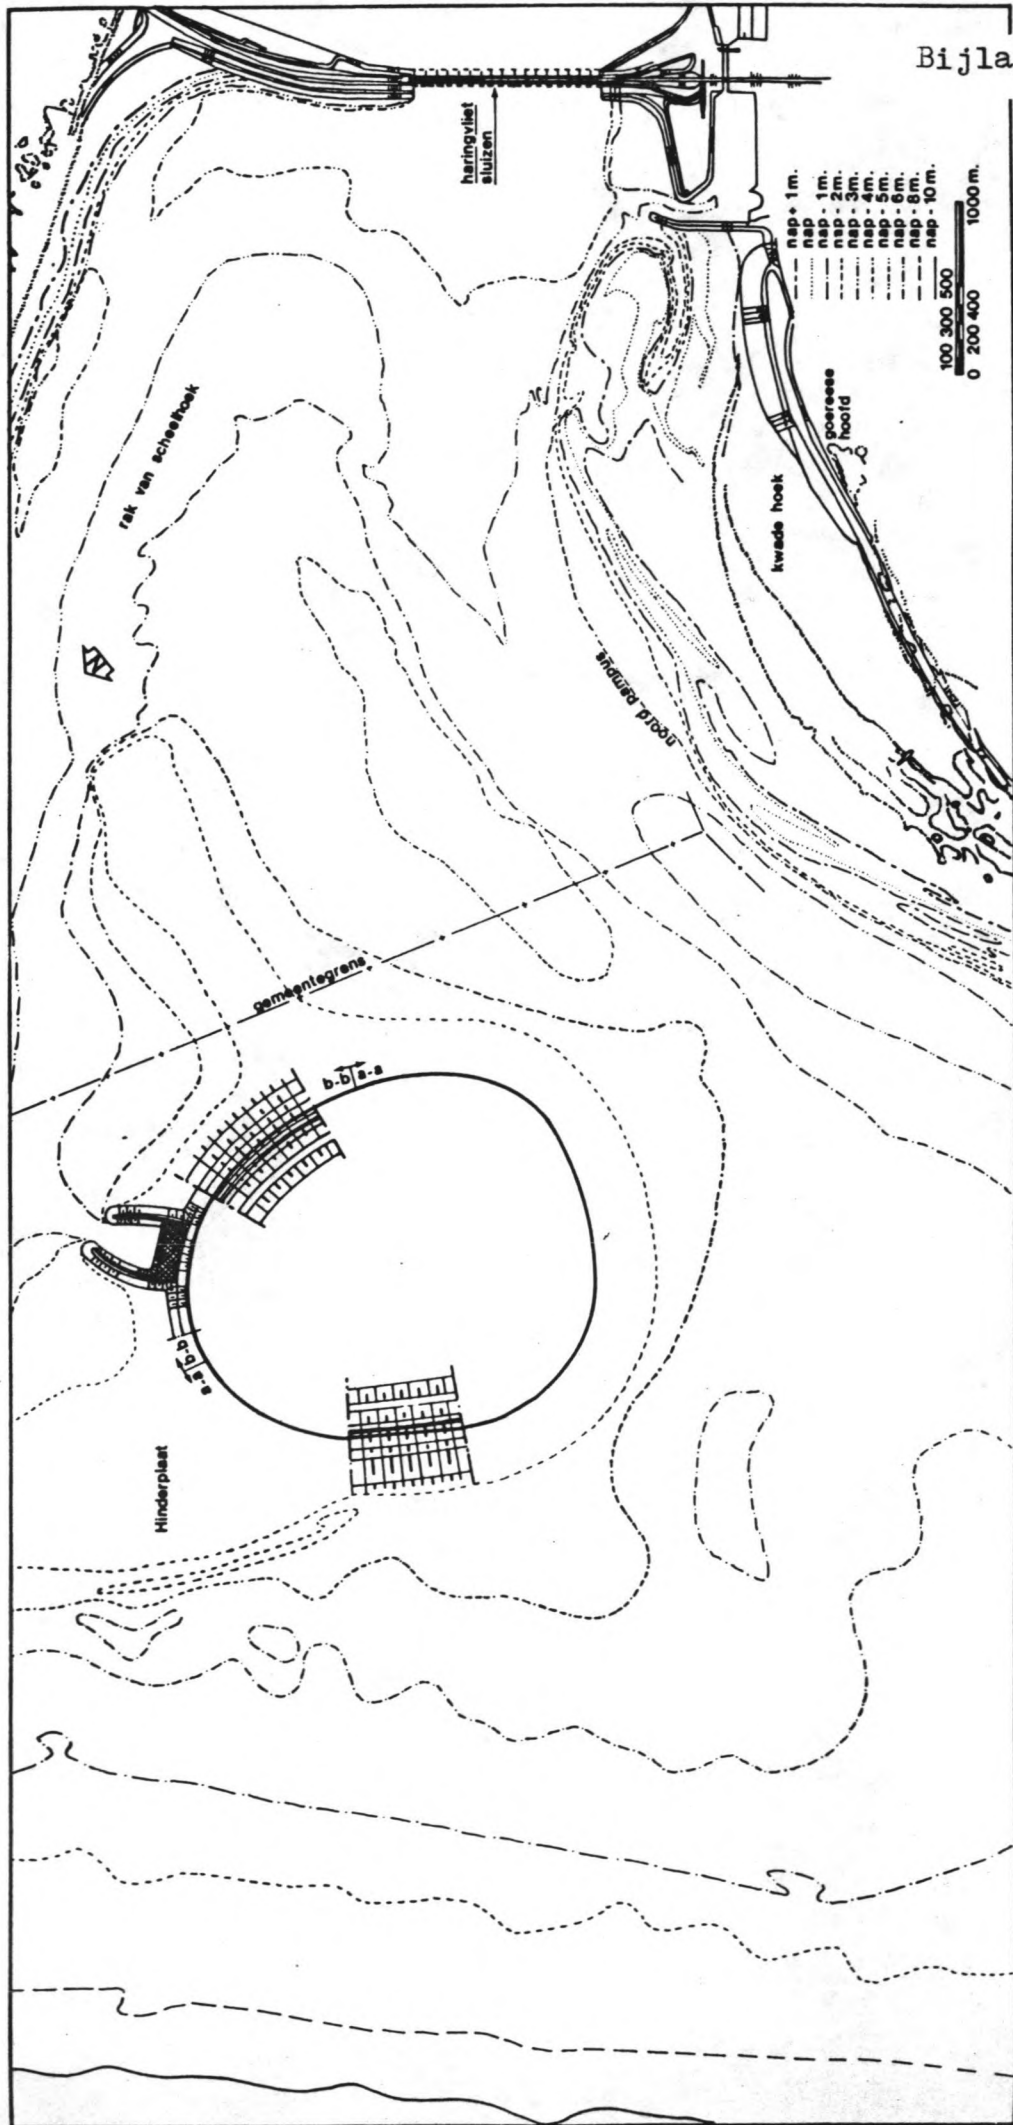 Bijla
haringvliet
sluizen
nap + 1 m.
nap
nap - 1 m.
nap - 2 m.
nap - 3 m.
nap - 4 m.
nap - 5 m.
nap - 6 m.
nap - 8 m.
nap - 10 m.
100 300 500
0 200 400 1000 m.
rak van scheelhoek
goereese
hoofd
kwade hoek
N
noord pampus
gemeentegrens
b-b a-a
a-a b-b
Hinderplaat